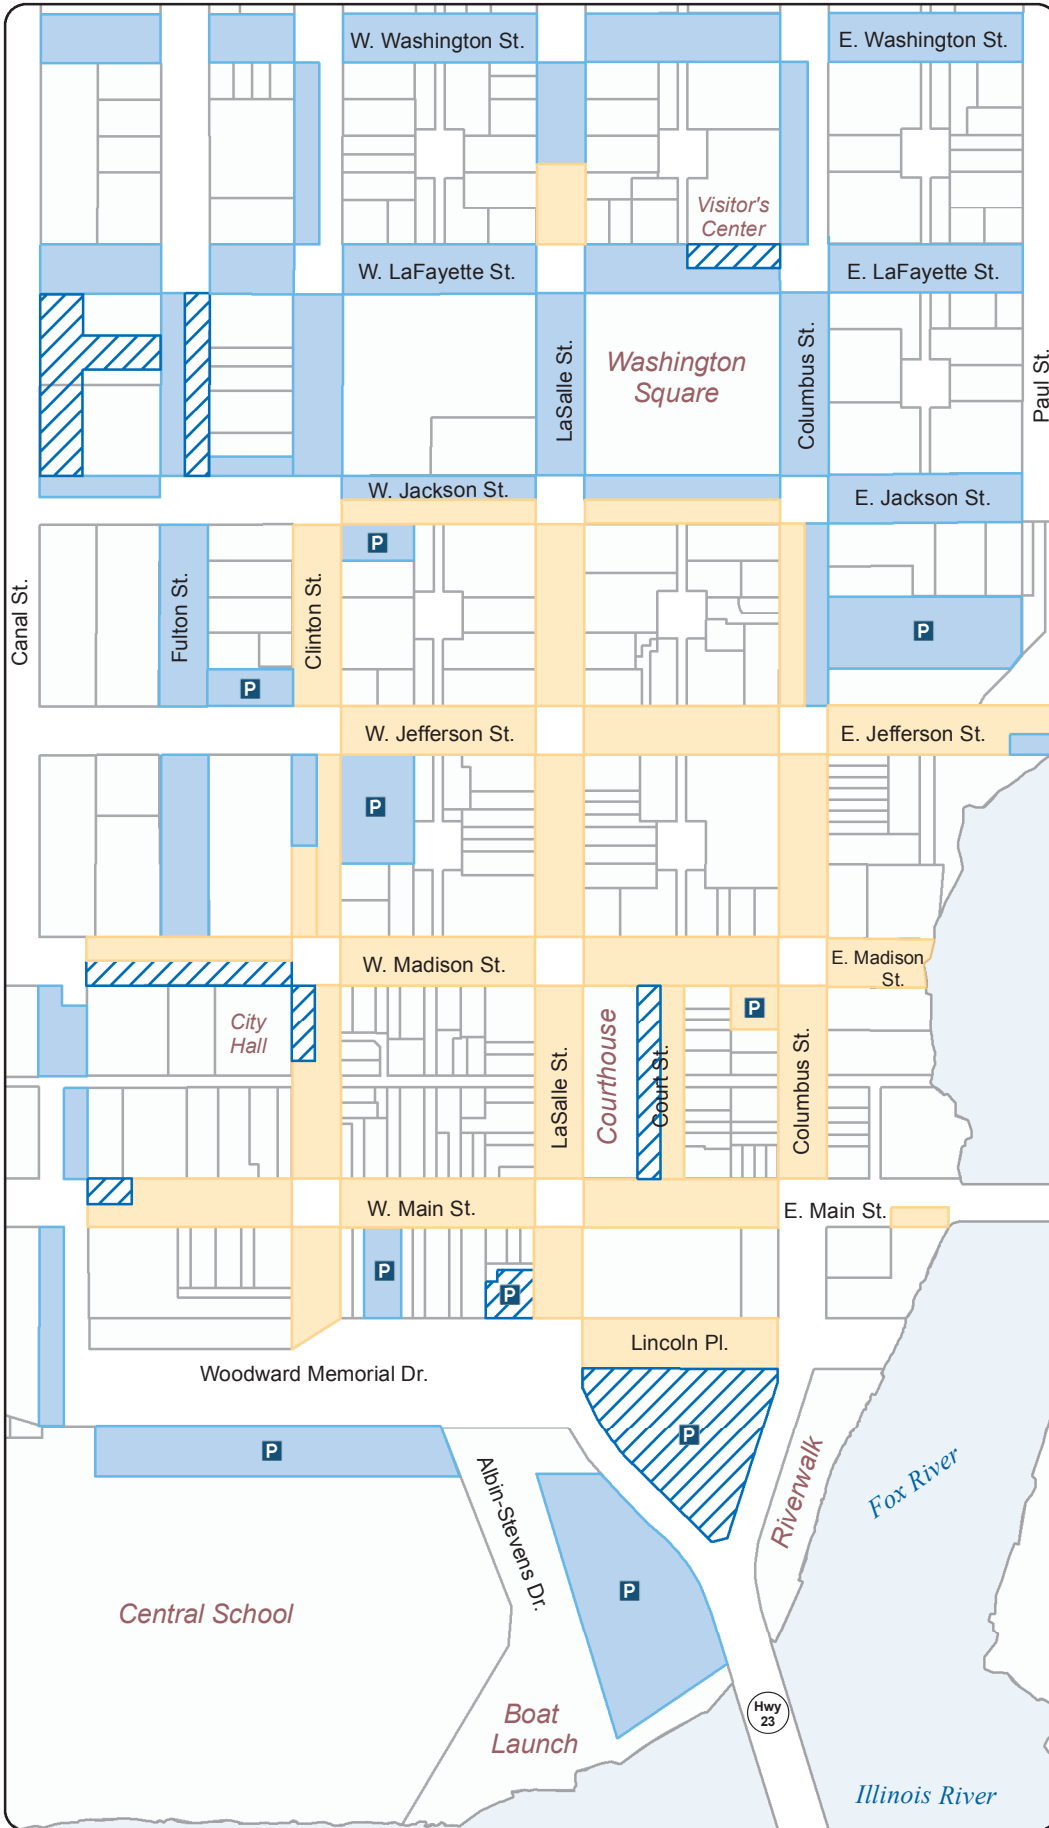 W. Washington St.
E. Washington St.
Visitor's
Center
W. LaFayette St.
E. LaFayette St.
LaSalle St.
Washington
Square
Columbus St.
Paul St.
W. Jackson St.
E. Jackson St.
P
Canal St.
Fulton St.
Clinton St.
P
P
W. Jefferson St.
E. Jefferson St.
P
W. Madison St.
E. Madison
St.
City
Hall
LaSalle St.
Courthouse
Court St.
P
Columbus St.
W. Main St.
E. Main St.
P
P
Lincoln Pl.
Woodward Memorial Dr.
P
P
Albin-Stevens Dr.
Riverwalk
Fox River
P
Central School
Boat
Launch
Hwy
23
Illinois River